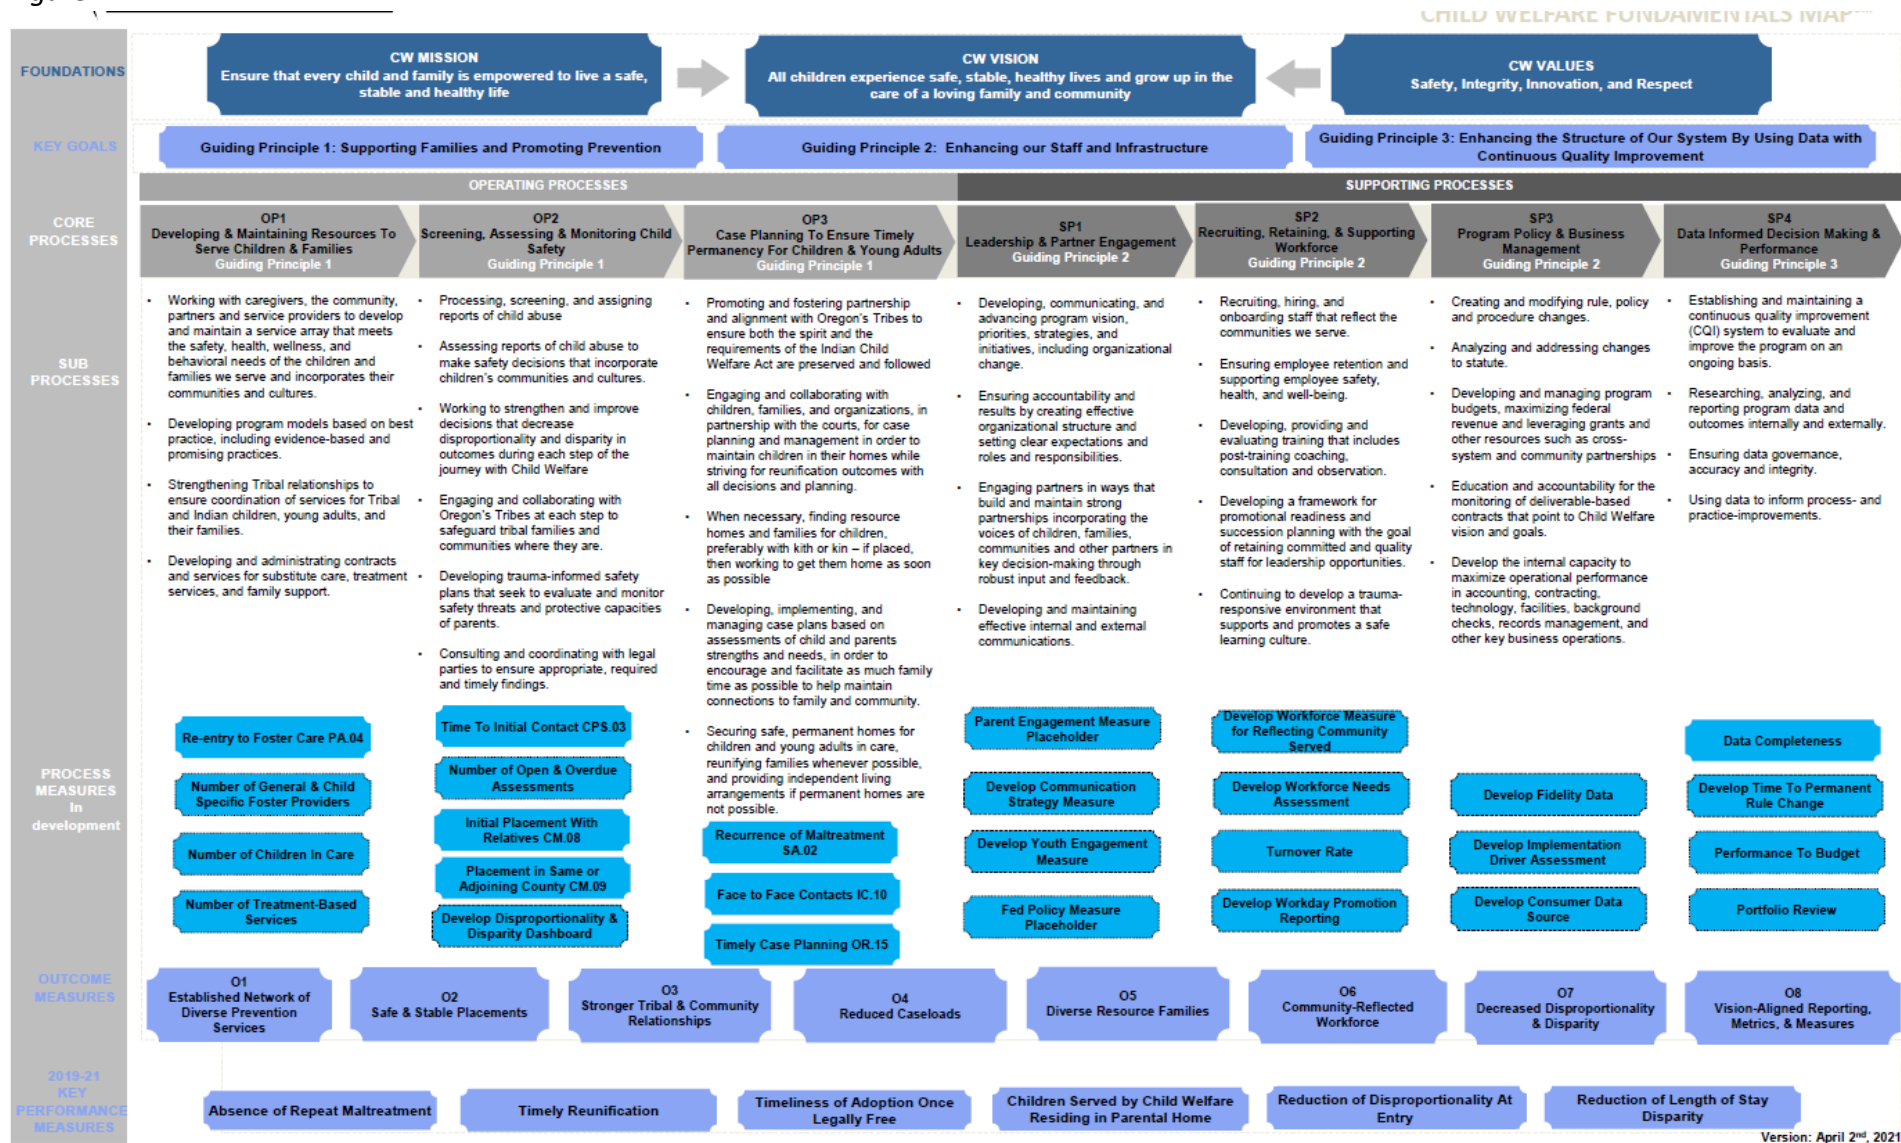 CHILD WELFARE FUNDAMENTALS MAP
FOUNDATIONS
CW MISSION
Ensure that every child and family is empowered to live a safe,
stable and healthy life
CW VISION
All children experience safe, stable, healthy lives and grow up in the
care of a loving family and community
CW VALUES
Safety, Integrity, Innovation, and Respect
KEY GOALS
Guiding Principle 1: Supporting Families and Promoting Prevention
Guiding Principle 2: Enhancing our Staff and Infrastructure
Guiding Principle 3: Enhancing the Structure of Our System By Using Data with
Continuous Quality Improvement
OPERATING PROCESSES
SUPPORTING PROCESSES
CORE
PROCESSES
OP1
Developing & Maintaining Resources To
Serve Children & Families
Guiding Principle 1
OP2
Screening, Assessing & Monitoring Child
Safety
Guiding Principle 1
OP3
Case Planning To Ensure Timely
Permanency For Children & Young Adults
Guiding Principle 1
SP1
Leadership & Partner Engagement
Guiding Principle 2
SP2
Recruiting, Retaining, & Supporting
Workforce
Guiding Principle 2
SP3
Program Policy & Business
Management
Guiding Principle 2
SP4
Data Informed Decision Making &
Performance
Guiding Principle 3
SUB
PROCESSES
• Working with caregivers, the community,
partners and service providers to develop
and maintain a service array that meets
the safety, health, wellness, and
behavioral needs of the children and
families we serve and incorporates their
communities and cultures.
• Developing program models based on best
practice, including evidence-based and
promising practices.
• Strengthening Tribal relationships to
ensure coordination of services for Tribal
and Indian children, young adults, and
their families.
• Developing and administrating contracts
and services for substitute care, treatment
services, and family support.
• Processing, screening, and assigning
reports of child abuse
• Assessing reports of child abuse to
make safety decisions that incorporate
children's communities and cultures.
• Working to strengthen and improve
decisions that decrease
disproportionality and disparity in
outcomes during each step of the
journey with Child Welfare
• Engaging and collaborating with
Oregon's Tribes at each step to
safeguard tribal families and
communities where they are.
• Developing trauma-informed safety
plans that seek to evaluate and monitor
safety threats and protective capacities
of parents.
• Consulting and coordinating with legal
parties to ensure appropriate, required
and timely findings.
• Promoting and fostering partnership
and alignment with Oregon's Tribes to
ensure both the spirit and the
requirements of the Indian Child
Welfare Act are preserved and followed
• Engaging and collaborating with
children, families, and organizations, in
partnership with the courts, for case
planning and management in order to
maintain children in their homes while
striving for reunification outcomes with
all decisions and planning.
• When necessary, finding resource
homes and families for children,
preferably with kith or kin – if placed,
then working to get them home as soon
as possible
• Developing, implementing, and
managing case plans based on
assessments of child and parents
strengths and needs, in order to
encourage and facilitate as much family
time as possible to help maintain
connections to family and community.
• Securing safe, permanent homes for
children and young adults in care,
reunifying families whenever possible,
and providing independent living
arrangements if permanent homes are
not possible.
• Developing, communicating, and
advancing program vision,
priorities, strategies, and
initiatives, including organizational
change.
• Ensuring accountability and
results by creating effective
organizational structure and
setting clear expectations and
roles and responsibilities.
• Engaging partners in ways that
build and maintain strong
partnerships incorporating the
voices of children, families,
communities and other partners in
key decision-making through
robust input and feedback.
• Developing and maintaining
effective internal and external
communications.
• Recruiting, hiring, and
onboarding staff that reflect the
communities we serve.
• Ensuring employee retention and
supporting employee safety,
health, and well-being.
• Developing, providing and
evaluating training that includes
post-training coaching,
consultation and observation.
• Developing a framework for
promotional readiness and
succession planning with the goal
of retaining committed and quality
staff for leadership opportunities.
• Continuing to develop a trauma-
responsive environment that
supports and promotes a safe
learning culture.
• Creating and modifying rule, policy
and procedure changes.
• Analyzing and addressing changes
to statute.
• Developing and managing program
budgets, maximizing federal
revenue and leveraging grants and
other resources such as cross-
system and community partnerships
• Education and accountability for the
monitoring of deliverable-based
contracts that point to Child Welfare
vision and goals.
• Develop the internal capacity to
maximize operational performance
in accounting, contracting,
technology, facilities, background
checks, records management, and
other key business operations.
• Establishing and maintaining a
continuous quality improvement
(CQI) system to evaluate and
improve the program on an
ongoing basis.
• Researching, analyzing, and
reporting program data and
outcomes internally and externally.
• Ensuring data governance,
accuracy and integrity.
• Using data to inform process- and
practice-improvements.
PROCESS
MEASURES
In
development
Re-entry to Foster Care PA.04
Number of General & Child
Specific Foster Providers
Number of Children In Care
Number of Treatment-Based
Services
Time To Initial Contact CPS.03
Number of Open & Overdue
Assessments
Initial Placement With
Relatives CM.08
Placement in Same or
Adjoining County CM.09
Develop Disproportionality &
Disparity Dashboard
Recurrence of Maltreatment
SA.02
Face to Face Contacts IC.10
Timely Case Planning OR.15
Parent Engagement Measure
Placeholder
Develop Communication
Strategy Measure
Develop Youth Engagement
Measure
Fed Policy Measure
Placeholder
Develop Workforce Measure
for Reflecting Community
Served
Develop Workforce Needs
Assessment
Turnover Rate
Develop Workday Promotion
Reporting
Develop Fidelity Data
Develop Implementation
Driver Assessment
Develop Consumer Data
Source
Data Completeness
Develop Time To Permanent
Rule Change
Performance To Budget
Portfolio Review
OUTCOME
MEASURES
O1
Established Network of
Diverse Prevention
Services
O2
Safe & Stable Placements
O3
Stronger Tribal & Community
Relationships
O4
Reduced Caseloads
O5
Diverse Resource Families
O6
Community-Reflected
Workforce
O7
Decreased Disproportionality
& Disparity
O8
Vision-Aligned Reporting,
Metrics, & Measures
2019-21
KEY
PERFORMANCE
MEASURES
Absence of Repeat Maltreatment
Timely Reunification
Timeliness of Adoption Once
Legally Free
Children Served by Child Welfare
Residing in Parental Home
Reduction of Disproportionality At
Entry
Reduction of Length of Stay
Disparity
Version: April 2nd, 2021